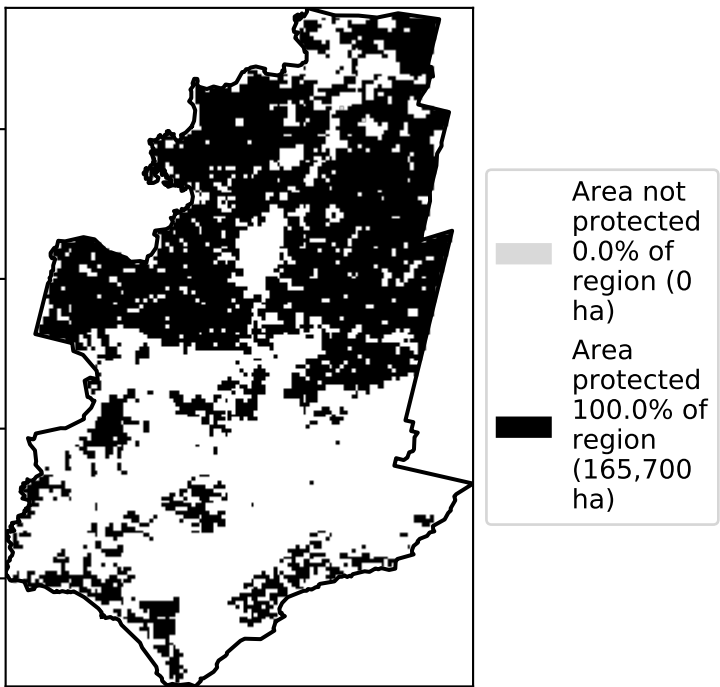 Area not
protected
0.0% of
region (0
ha)
Area
protected
100.0% of
region
(165,700
ha)